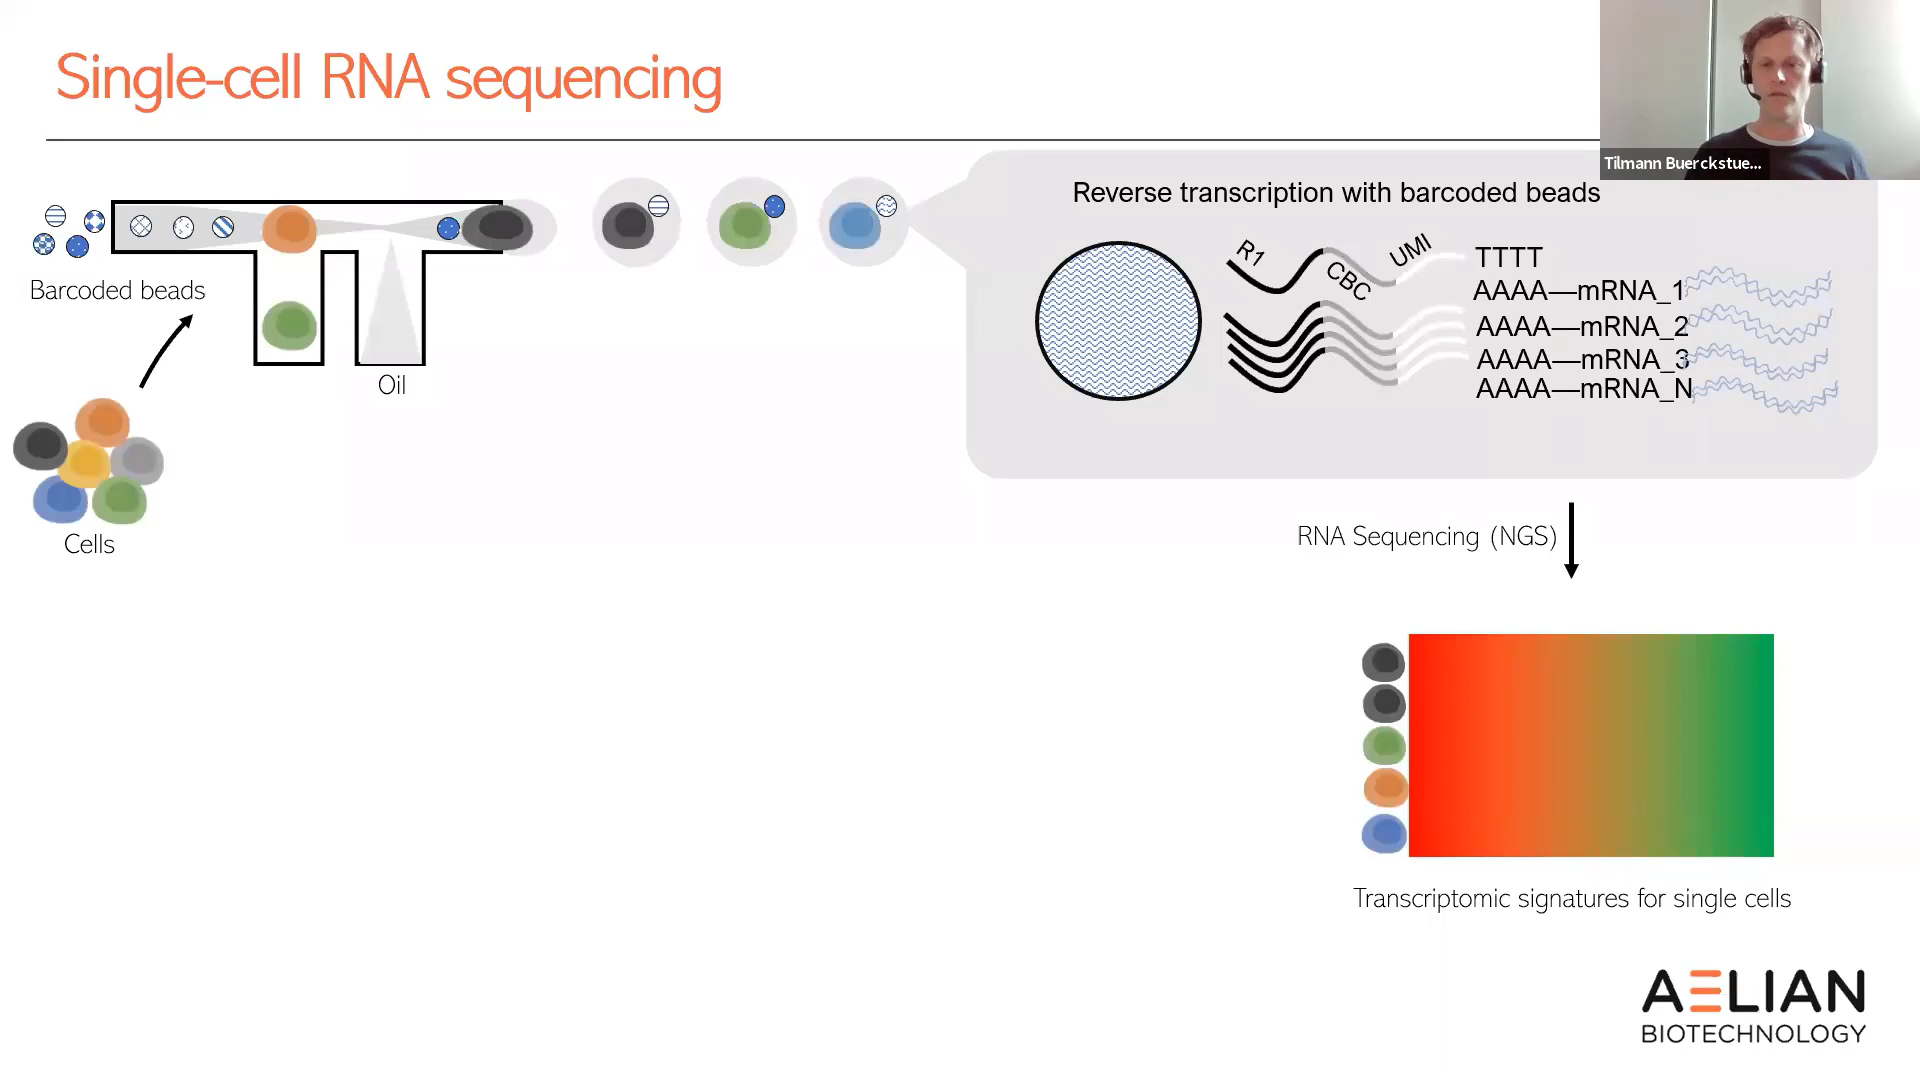 Single-cell RNA sequencing
Tilmann Buerckstue...
Reverse transcription with barcoded beads
R1
CBC
UMI
TTTT
AAAA—mRNA_1
AAAA—mRNA_2
AAAA—mRNA_3
AAAA—mRNA_N
Barcoded beads
Oil
Cells
RNA Sequencing (NGS)
Transcriptomic signatures for single cells
AELIAN
BIOTECHNOLOGY